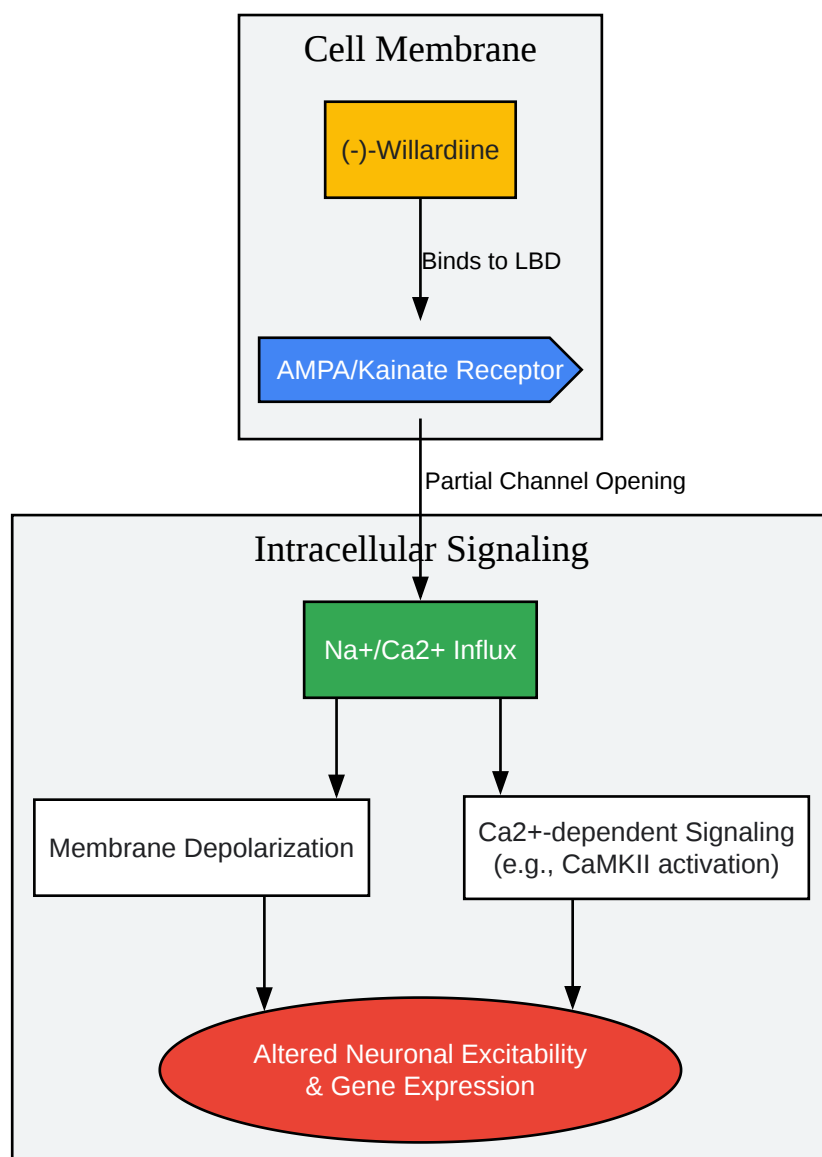 Cell Membrane
(-)-Willardiine
Binds to LBD
AMPA/Kainate Receptor
Partial Channel Opening
Intracellular Signaling
Na+/Ca2+ Influx
Membrane Depolarization
Ca2+-dependent Signaling
(e.g., CaMKII activation)
Altered Neuronal Excitability
& Gene Expression